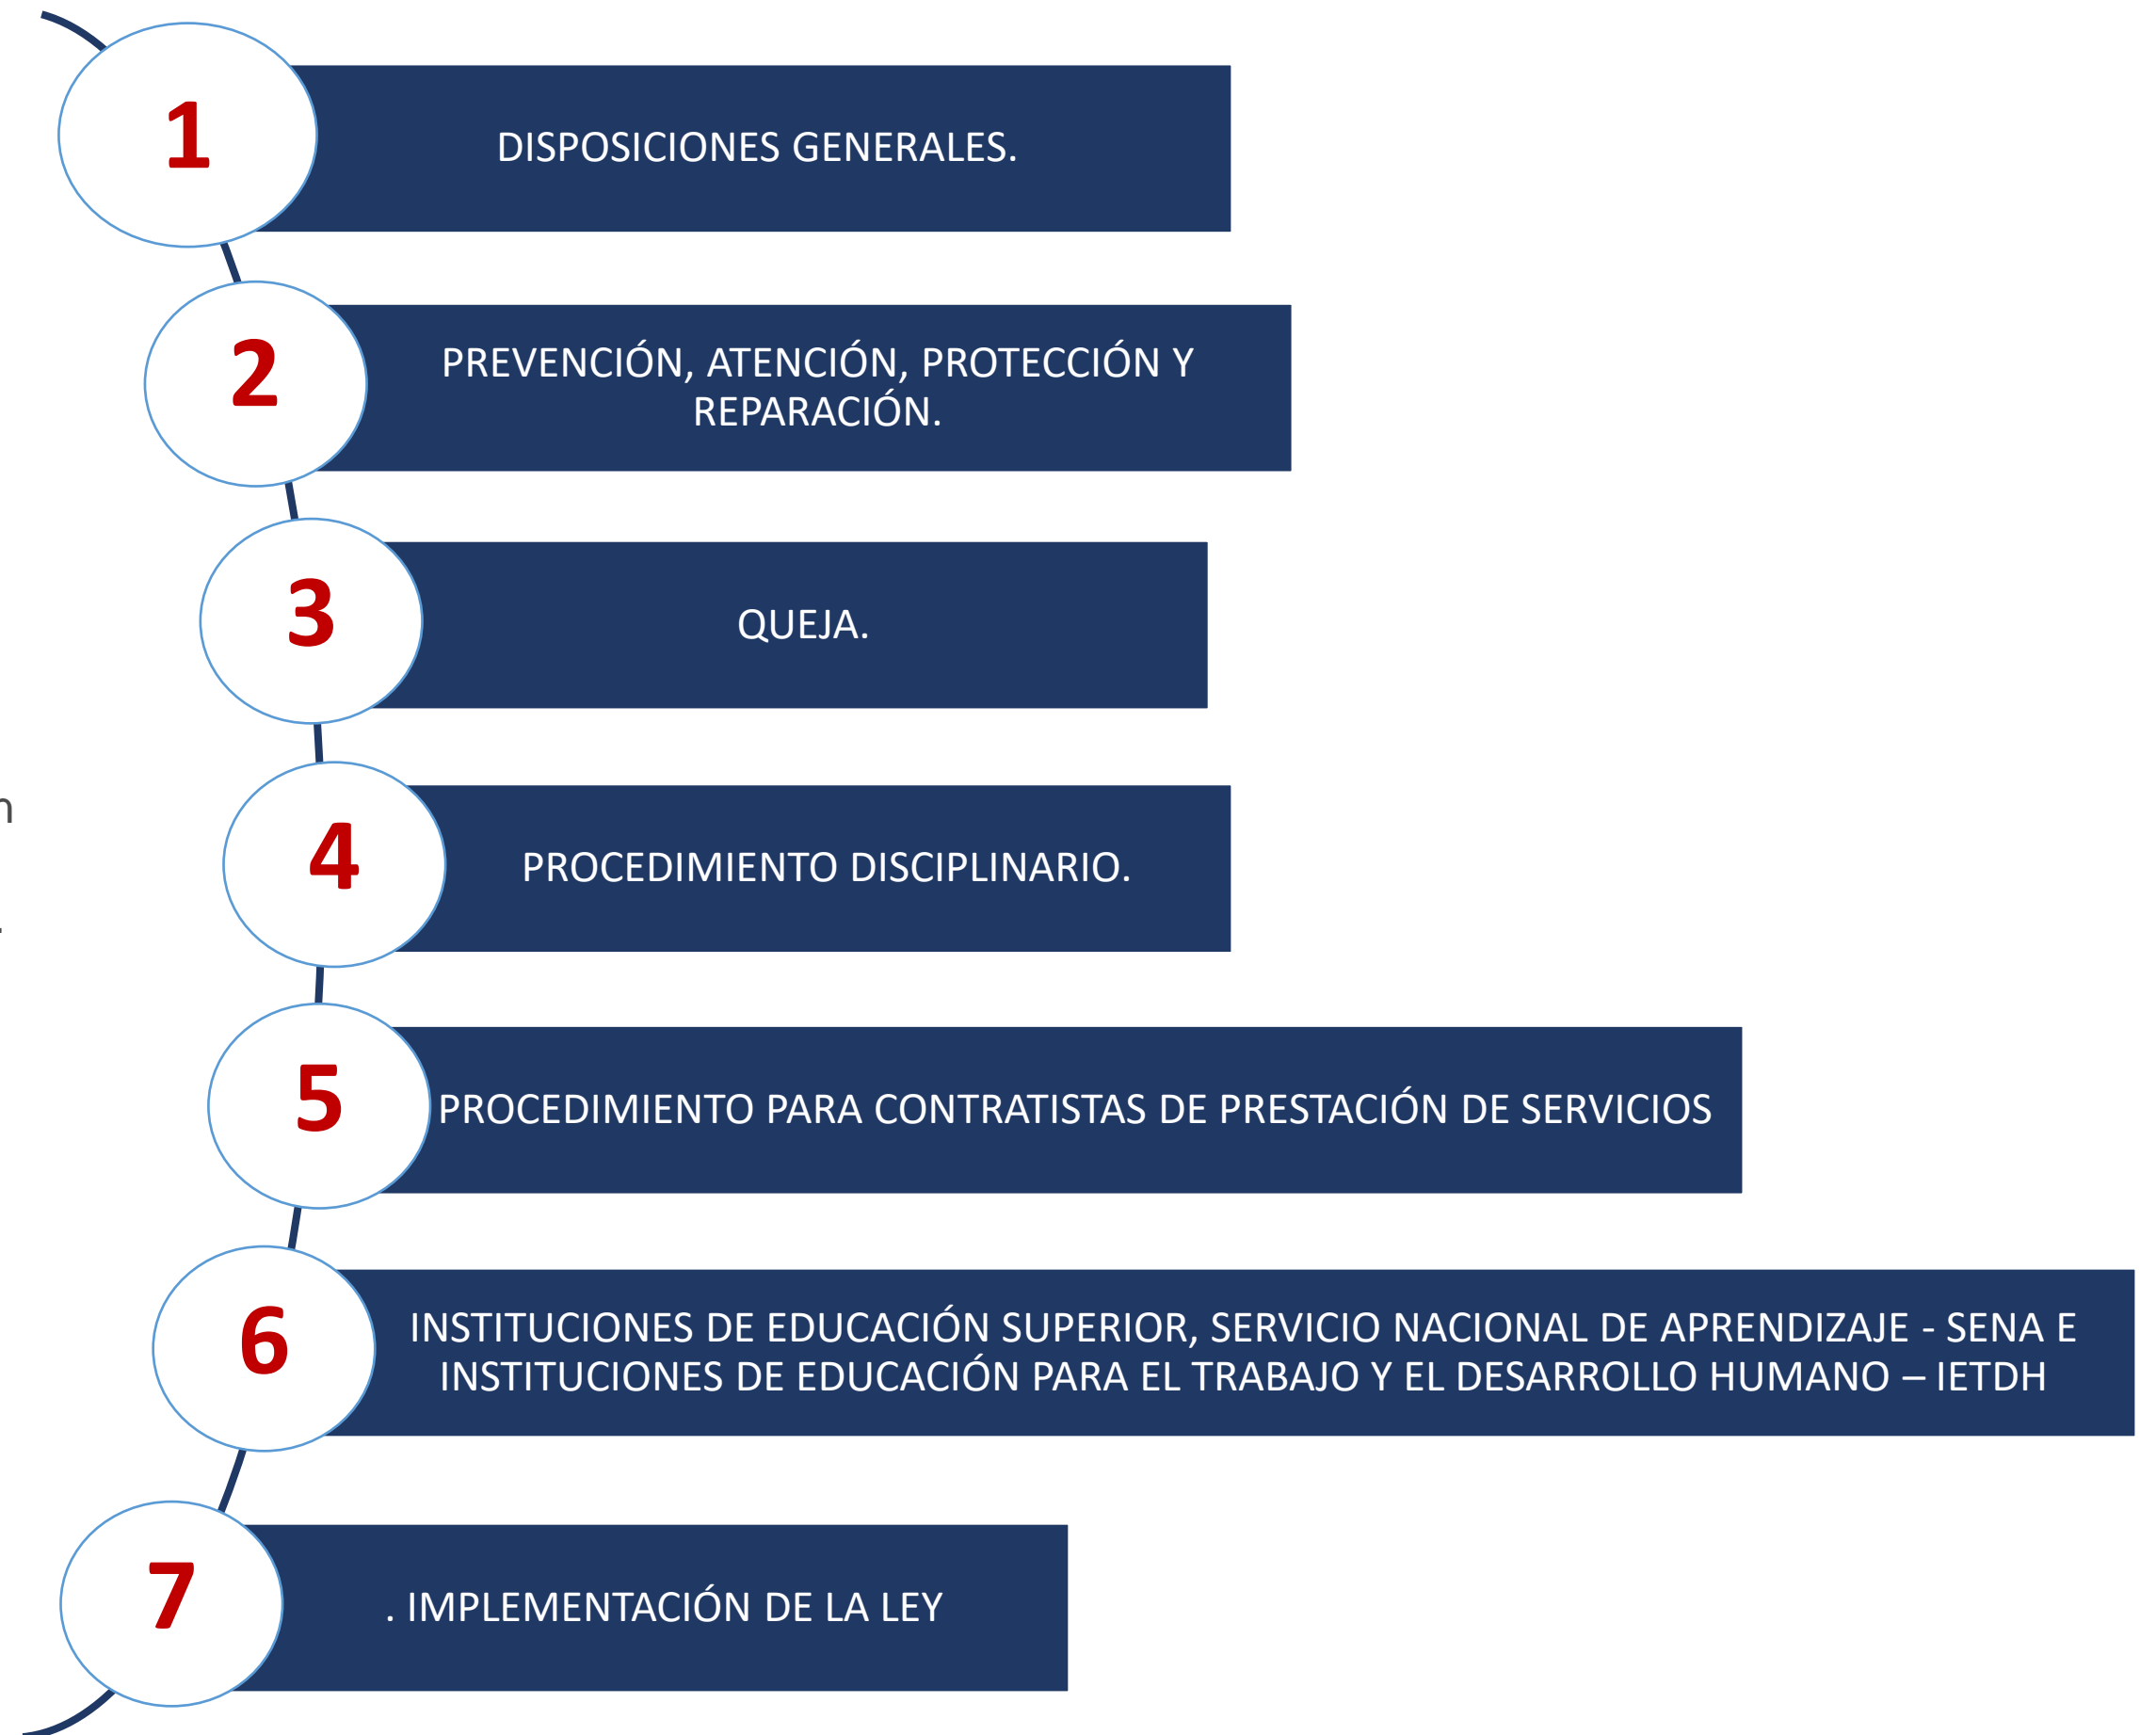 1
DISPOSICIONES GENERALES.
2
PREVENCIÓN, ATENCIÓN, PROTECCIÓN Y
REPARACIÓN.
3
QUEJA.
n
4
PROCEDIMIENTO DISCIPLINARIO.
5
PROCEDIMIENTO PARA CONTRATISTAS DE PRESTACIÓN DE SERVICIOS
6
INSTITUCIONES DE EDUCACIÓN SUPERIOR, SERVICIO NACIONAL DE APRENDIZAJE - SENA E
INSTITUCIONES DE EDUCACIÓN PARA EL TRABAJO Y EL DESARROLLO HUMANO – IETDH
7
. IMPLEMENTACIÓN DE LA LEY